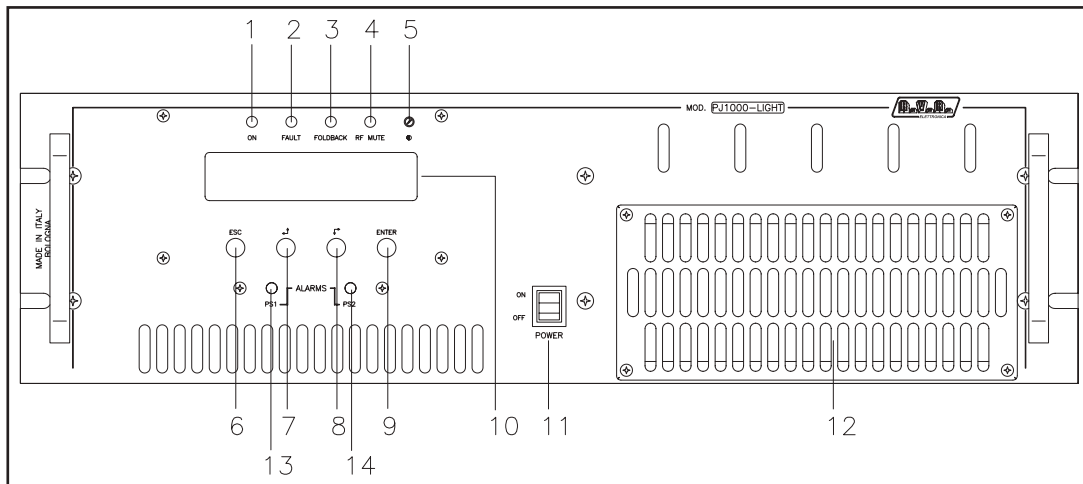 1 2 3 4 5
MOD. PJ1000-LIGHT
R.V.R.
ELETTRONICA
ON FAULT FOLDBACK RF MUTE
MADE IN ITALY
BOLOGNA
ESC ENTER
ALARMS
PS1 PS2
ON
OFF
POWER
6 7 8 9 10 11 12
13 14